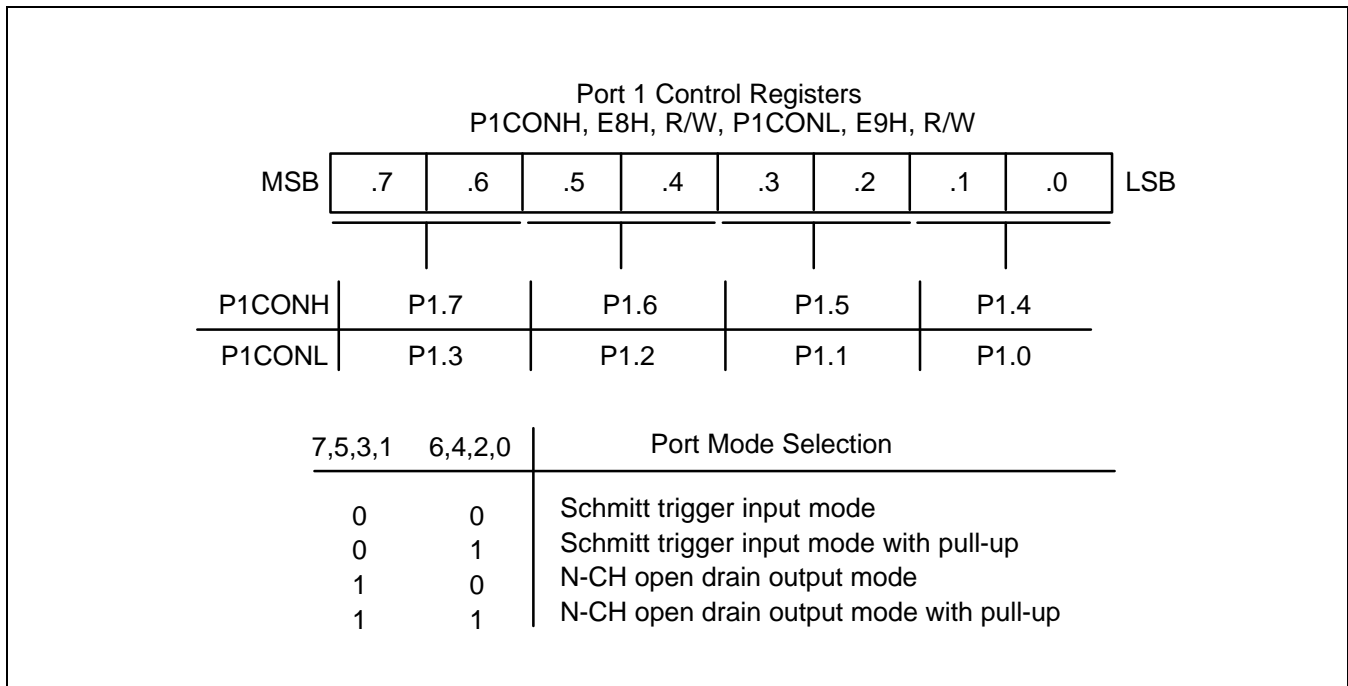 Port 1 Control Registers
P1CONH, E8H, R/W, P1CONL, E9H, R/W
MSB .7 .6 .5 .4 .3 .2 .1 .0 LSB
P1CONH P1.7 P1.6 P1.5 P1.4
P1CONL P1.3 P1.2 P1.1 P1.0
7,5,3,1 6,4,2,0 Port Mode Selection
0 0 Schmitt trigger input mode
0 1 Schmitt trigger input mode with pull-up
1 0 N-CH open drain output mode
1 1 N-CH open drain output mode with pull-up